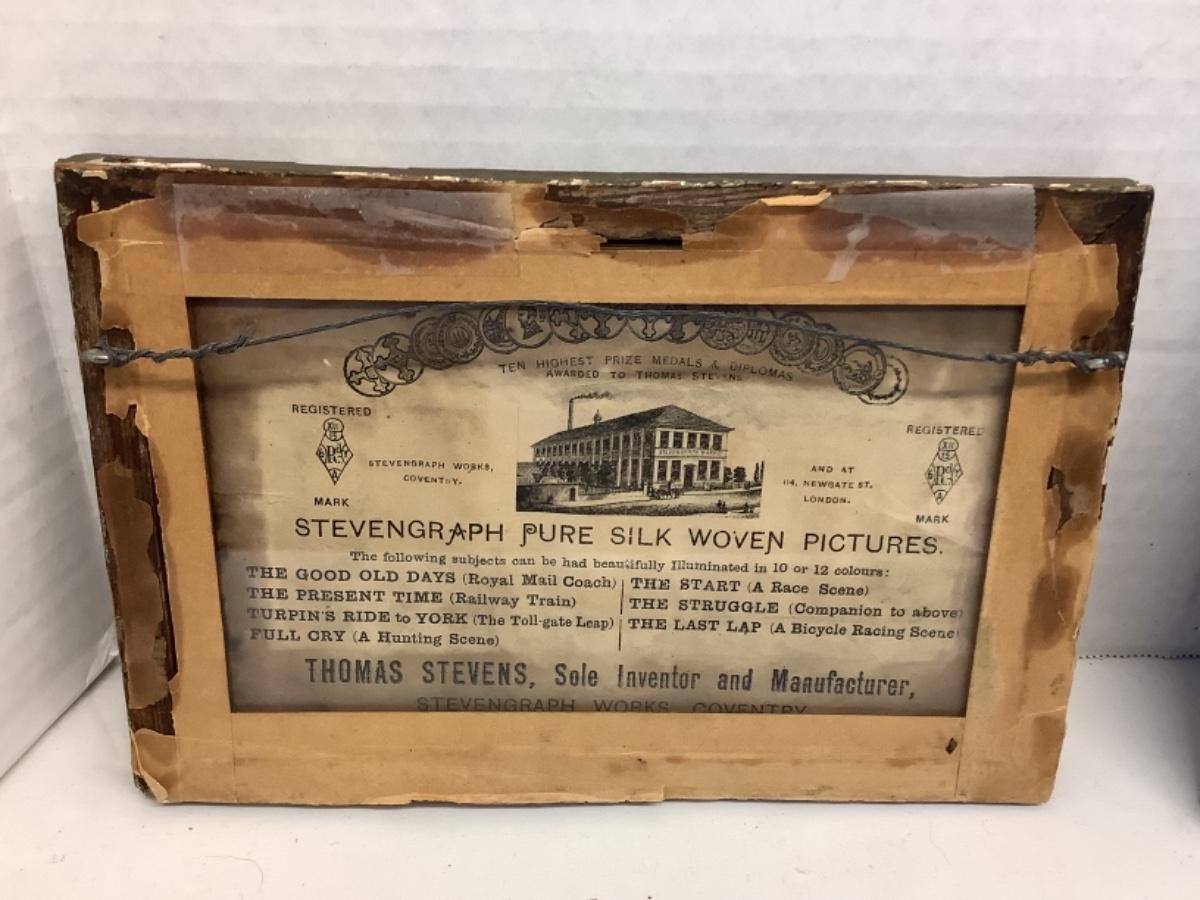 TEN HIGHEST PRIZE MEDALS & DIPLOMAS
AWARDED TO THOMAS STEVENS
REGISTERED
MARK
STEVENGRAPH WORKS,
COVENTRY.
AND AT
114, NEWGATE ST.
LONDON.
REGISTERED
MARK
STEVENGRAPH PURE SILK WOVEN PICTURES.
The following subjects can be had beautifully Illuminated in 10 or 12 colours:
THE GOOD OLD DAYS (Royal Mail Coach)
THE PRESENT TIME (Railway Train)
TURPIN'S RIDE to YORK (The Toll-gate Leap)
FULL CRY (A Hunting Scene)
THE START (A Race Scene)
THE STRUGGLE (Companion to above)
THE LAST LAP (A Bicycle Racing Scene
THOMAS STEVENS, Sole Inventor and Manufacturer,
STEVENGRAPH WORKS, COVENTRY